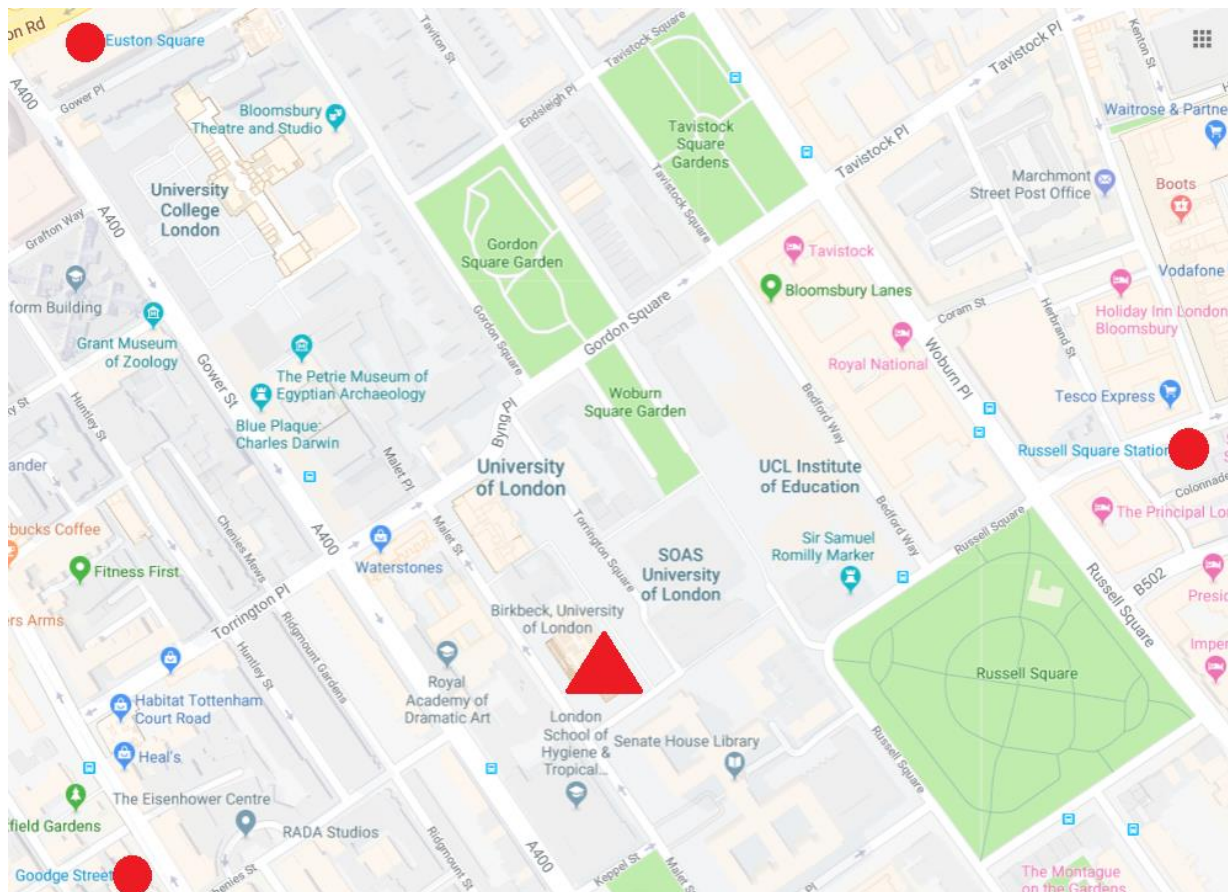 on Rd
Euston Square
A400
Gower Pl
Taviton St
Tavistock Square
Tavistock Pl
Kenton St
Bloomsbury
Theatre and Studio
Endsleigh Pl
Tavistock
Square
Gardens
Tavistock Pl
Waitrose & Partne
Marchmont
Street Post Office
Boots
University
College
London
A400
Grafton Way
Tavistock Square
Gordon
Square Garden
Tavistock
Vodafone
form Building
Bloomsbury Lanes
Gordon Square
Gordon Square
Coram St
Herbrand St
Holiday Inn London
Bloomsbury
Grant Museum
of Zoology
Gower St
The Petrie Museum of
Egyptian Archaeology
Royal National
Woburn Pl
Huntley St
Blue Plaque:
Charles Darwin
Malet Pl
Byng Pl
Woburn
Square Garden
Bedford Way
Tesco Express
Russell Square Station
ander
University
of London
UCL Institute
of Education
Colonnade
The Principal Lo
rbucks Coffee
Chenies Mews
A400
Waterstones
Malet St
Torrington Square
Bedford Way
Russell Square
Fitness First
SOAS
University
of London
Sir Samuel
Romilly Marker
Russell Square
B502
Presid
ers Arms
Torrington Pl
Huntley St
Ridgmount Gardens
Birkbeck, University
of London
Imper
Royal
Academy of
Dramatic Art
Russell Square
Habitat Tottenham
Court Road
London
School of
Hygiene &
Tropical...
Senate House Library
Russell Square
Heal's
The Eisenhower Centre
RADA Studios
field Gardens
Ridgmount St
A400
Keppel St
Malet St
Goodge Street
henies St
The Montague
on the Gardens